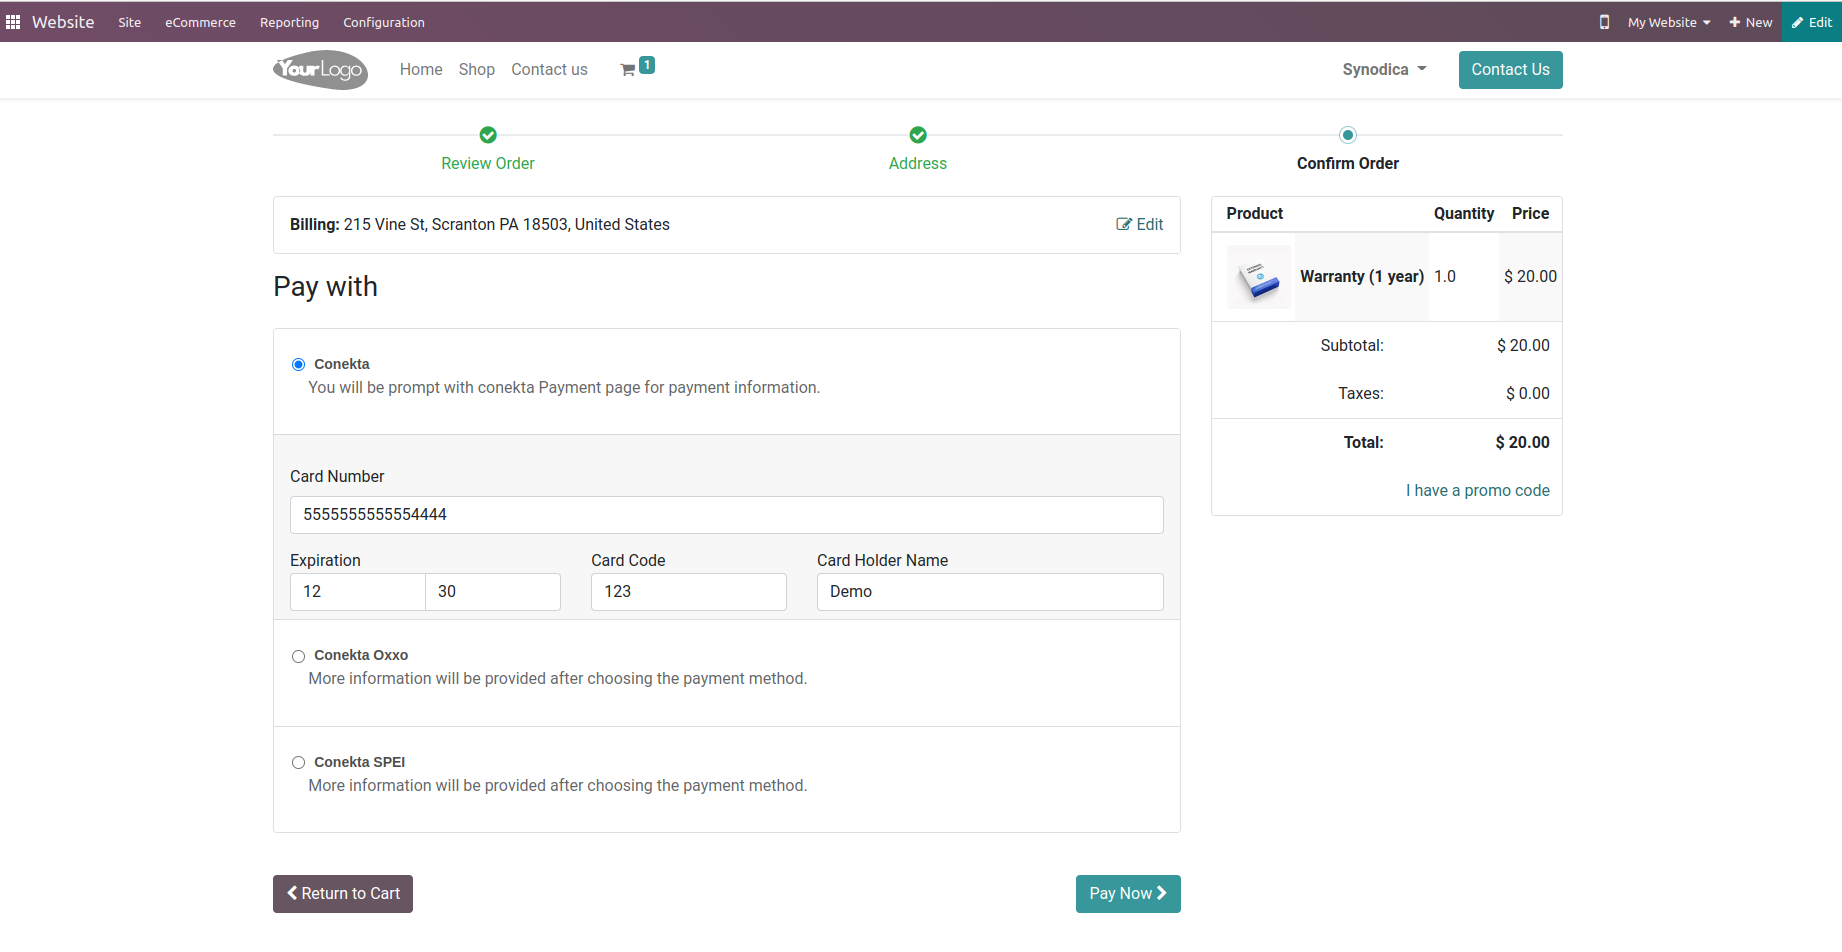 Website Site eCommerce Reporting Configuration My Website New Edit
YourLogo Home Shop Contact us 1 Synodica Contact Us
Review Order Address Confirm Order
Billing: 215 Vine St, Scranton PA 18503, United States Edit
Pay with
Conekta
You will be prompt with conekta Payment page for payment information.
Card Number
5555555555554444
Expiration Card Code Card Holder Name
12 30 123 Demo
Conekta Oxxo
More information will be provided after choosing the payment method.
Conekta SPEI
More information will be provided after choosing the payment method.
Return to Cart Pay Now
Product Quantity Price
Warranty (1 year) 1.0 $ 20.00
Subtotal: $ 20.00
Taxes: $ 0.00
Total: $ 20.00
I have a promo code